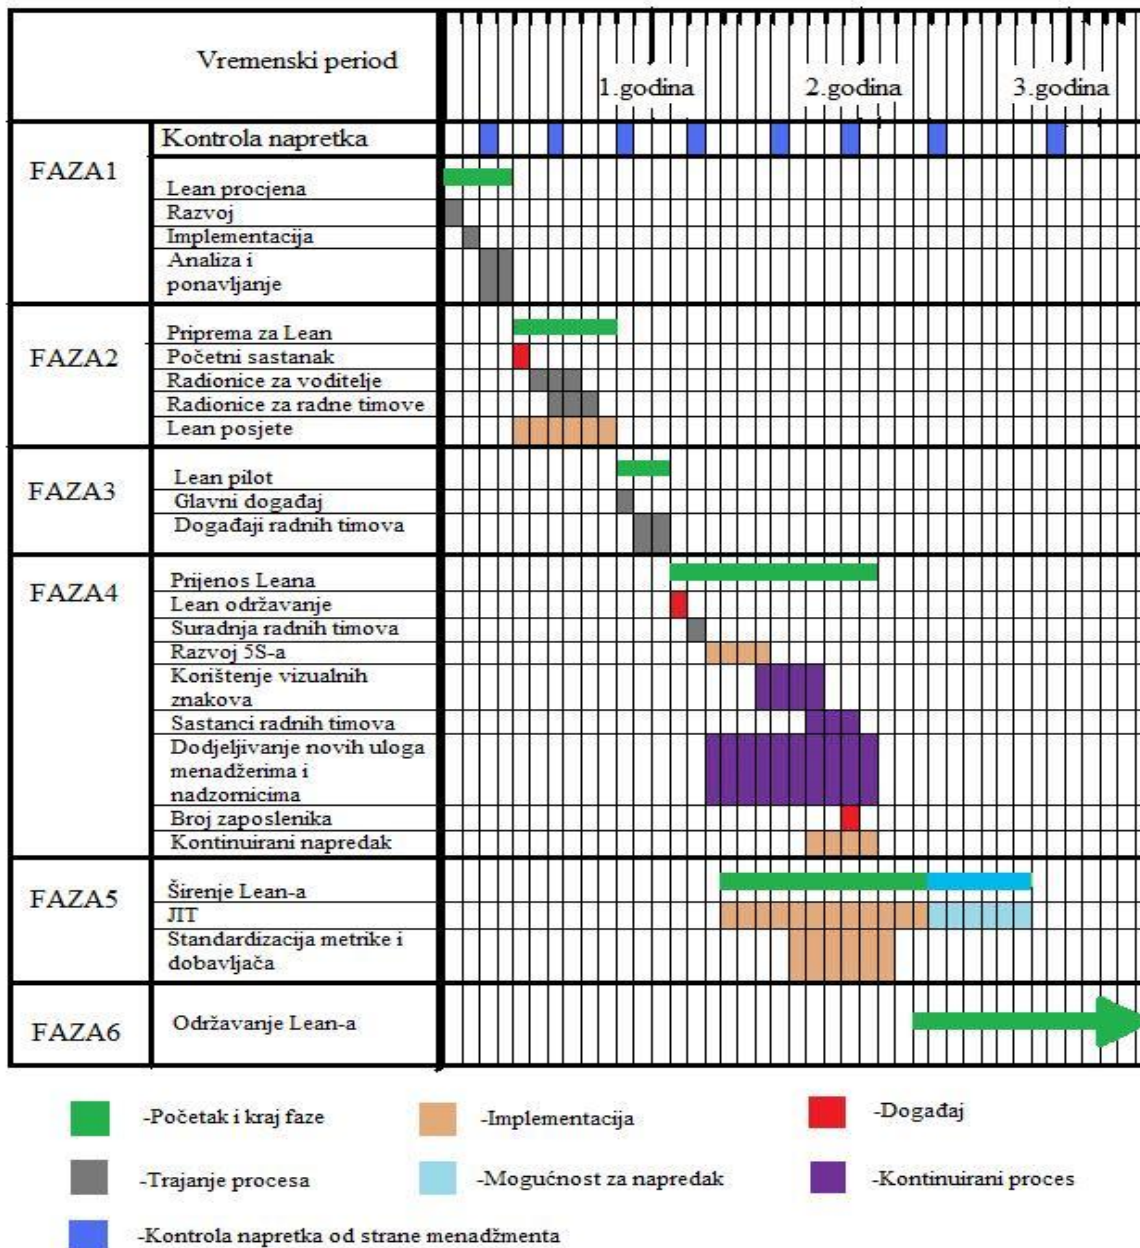 Vremenski period
1.godina
2.godina
3.godina
FAZA1
Kontrola napretka
Lean procjena
Razvoj
Implementacija
Analiza i
ponavljanje
FAZA2
Priprema za Lean
Početni sastanak
Radionice za voditelje
Radionice za radne timove
Lean posjete
FAZA3
Lean pilot
Glavni događaj
Događaji radnih timova
FAZA4
Prijenos Leana
Lean održavanje
Suradnja radnih timova
Razvoj 5S-a
Korištenje vizualnih
znakova
Sastanci radnih timova
Dodjeljivanje novih uloga
menadžerima i
nadzornicima
Broj zaposlenika
Kontinuirani napredak
FAZA5
Širenje Lean-a
JIT
Standardizacija metrike i
dobavljača
FAZA6
Održavanje Lean-a
-Početak i kraj faze
-Implementacija
-Događaj
-Trajanje procesa
-Mogućnost za napredak
-Kontinuirani proces
-Kontrola napretka od strane menadžmenta